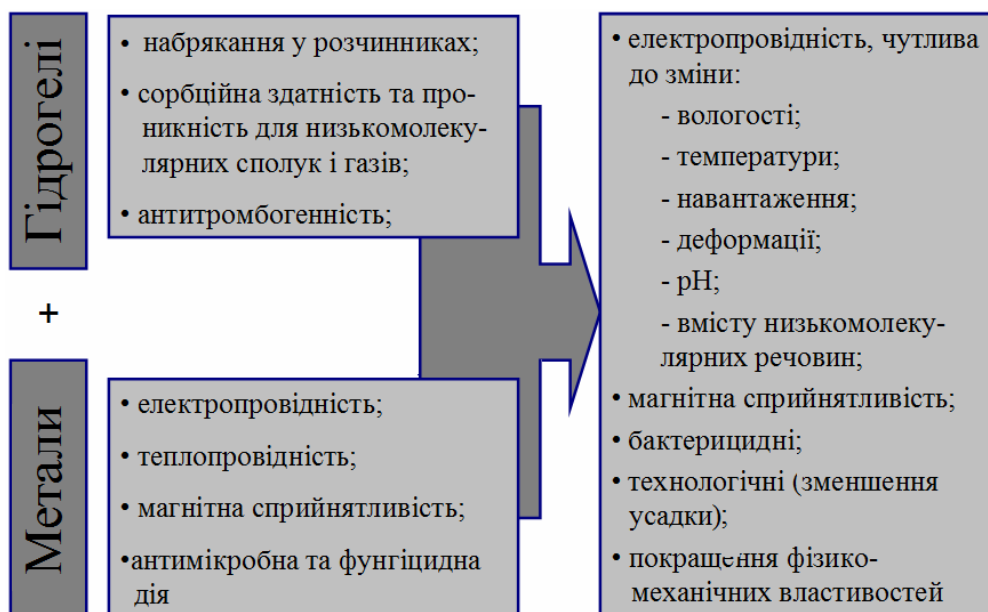 Гідрогелі
• набрякання у розчинниках;
• сорбційна здатність та про-
никність для низькомолеку-
лярних сполук і газів;
• антитромбогенність;
+
Метали
• електропровідність;
• теплопровідність;
• магнітна сприйнятливість;
•антимікробна та фунгіцидна
дія
• електропровідність, чутлива
до зміни:
- вологості;
- температури;
- навантаження;
- деформації;
- рН;
- вмісту низькомолеку-
лярних речовин;
• магнітна сприйнятливість;
• бактерицидні;
• технологічні (зменшення
усадки);
• покращення фізико-
механічних властивостей